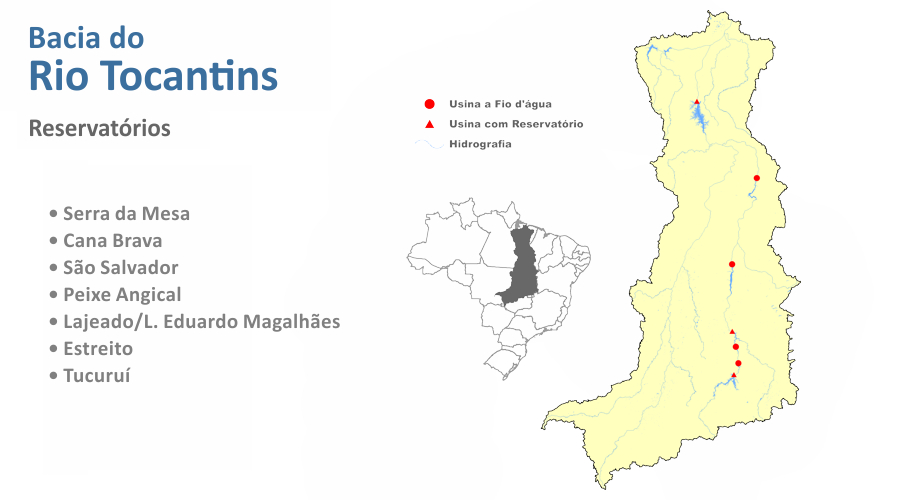 Bacia do
Rio Tocantins
Reservatórios
• Serra da Mesa
• Cana Brava
• São Salvador
• Peixe Angical
• Lajeado/L. Eduardo Magalhães
• Estreito
• Tucuruí
Usina a Fio d'água
Usina com Reservatório
Hidrografia